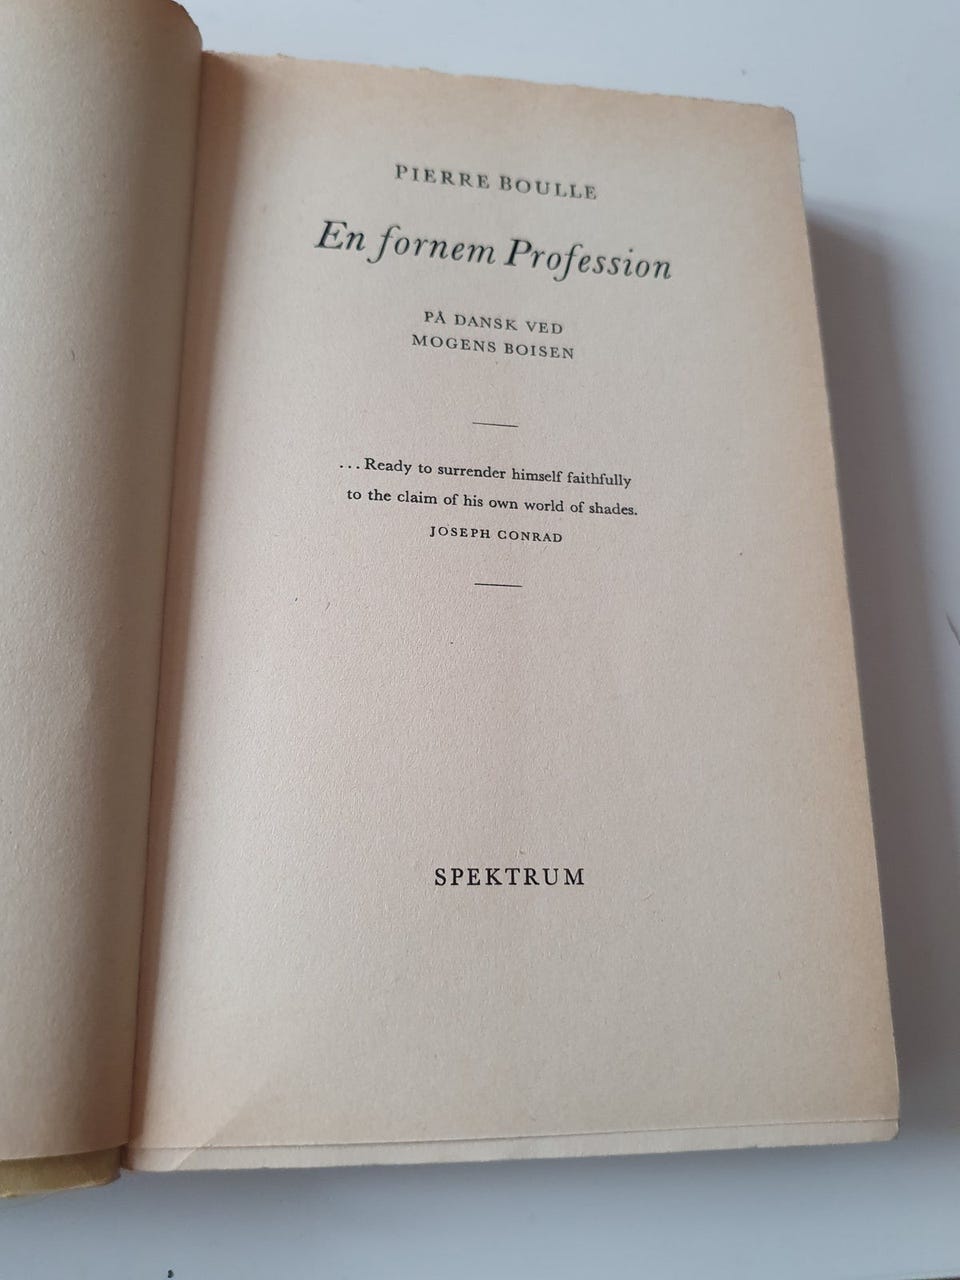 PIERRE BOULLE
En fornem Profession
PÅ DANSK VED
MOGENS BOISEN
...Ready to surrender himself faithfully
to the claim of his own world of shades.
JOSEPH CONRAD
SPEKTRUM